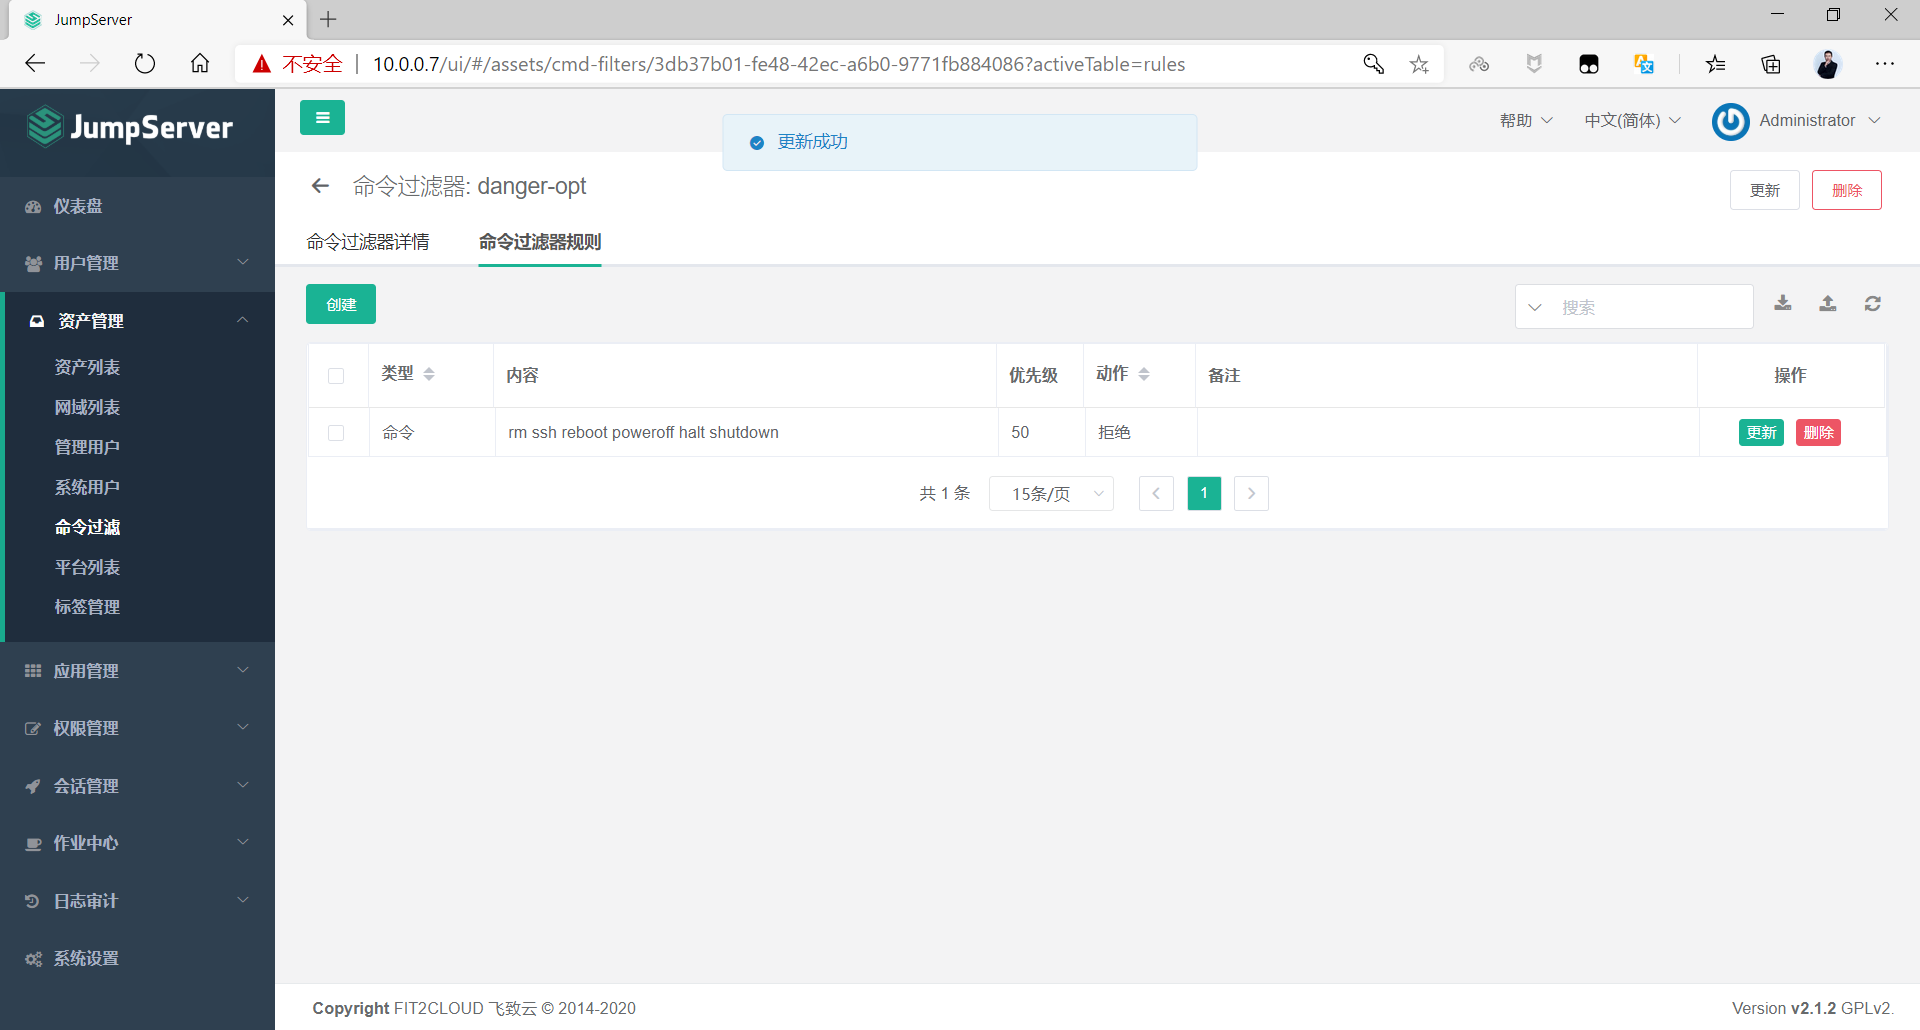 JumpServer
不安全 | 10.0.0.7/ui/#/assets/cmd-filters/3db37b01-fe48-42ec-a6b0-9771fb884086?activeTable=rules
JumpServer
帮助
中文(简体)
Administrator
更新成功
命令过滤器: danger-opt
更新
删除
命令过滤器详情
命令过滤器规则
仪表盘
用户管理
资产管理
资产列表
网域列表
管理用户
系统用户
命令过滤
平台列表
标签管理
应用管理
权限管理
会话管理
作业中心
日志审计
系统设置
创建
搜索
类型 内容 优先级 动作 备注 操作
命令 rm ssh reboot poweroff halt shutdown 50 拒绝 更新 删除
共 1 条 15条/页 1
Copyright FIT2CLOUD 飞致云 © 2014-2020
Version v2.1.2 GPLv2.